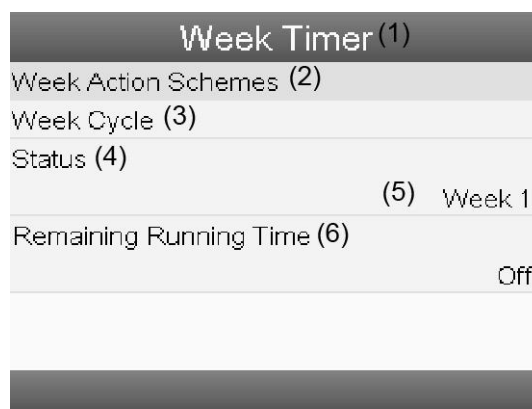 Week Timer (1)
Week Action Schemes (2)
Week Cycle (3)
Status (4)
(5) Week 1
Remaining Running Time (6)
Off